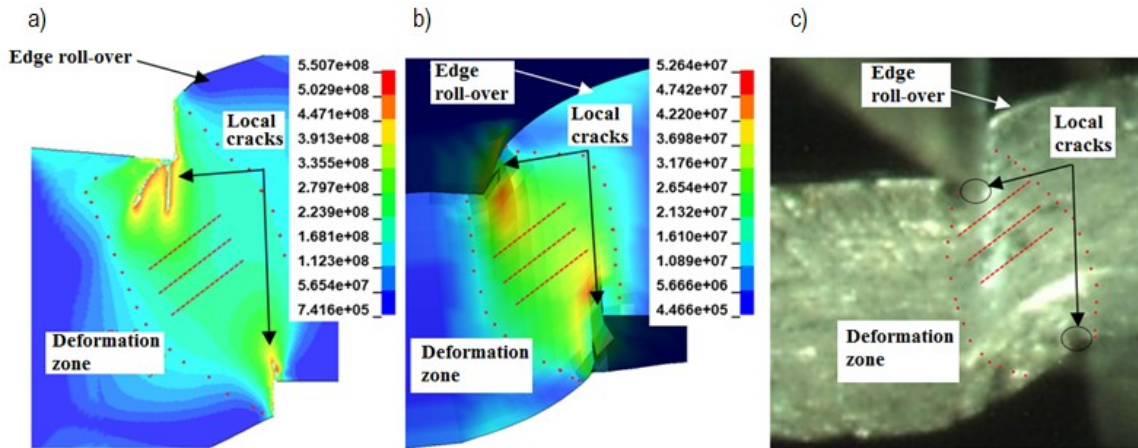 a)
Edge roll-over
Local
cracks
Deformation
zone
5.507e+08
5.029e+08
4.471e+08
3.913e+08
3.355e+08
2.797e+08
2.239e+08
1.681e+08
1.123e+08
5.674e+07
7.416e+05
b)
Edge
roll-over
Local
cracks
Deformation
zone
5.264e+07
4.742e+07
4.220e+07
3.698e+07
3.176e+07
2.654e+07
2.132e+07
1.610e+07
1.089e+07
5.666e+06
4.466e+05
c)
Edge
roll-over
Local
cracks
Deformation
zone